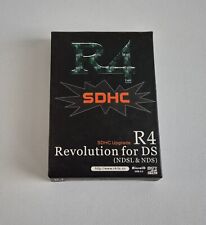 R4
SDHC
SDHC Upgrade R4
Revolution for DS
(NDSL & NDS)